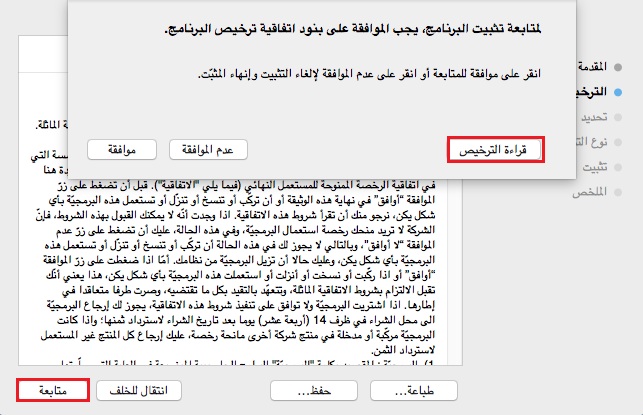 لمتابعة تثبيت البرنامج، يجب الموافقة على بنود اتفاقية ترخيص البرنامج.
انقر على موافقة للمتابعة أو انقر على عدم الموافقة لإلغاء التثبيت وإنهاء المثبّت.
قراءة الترخيص
عدم الموافقة
موافقة
المقدمة
تحديد
نوع
تثبيت
الملخص
المماثلة.
التي
هنا
في اتفاقية الرخصة الممنوحة للمستعمل النهائي (فيما يلي "الاتفاقية"). قبل أن تضغط على زرّ
الموافقة "أوافق" في نهاية هذه الوثيقة أو أن تركّب أو تنسخ أو تنزّل أو تستعمل هذه البرمجيّة بأي
شكل يكن، نرجو منك أن تقرأ شروط هذه الاتفاقية. اذا وجدت أنّه لا يمكنك القبول بهذه الشروط، فإنّ
الشركة لا تريد منحك رخصة استعمال البرمجيّة، وفي هذه الحالة، عليك أن تضغط على زرّ عدم
الموافقة "لا أوافق"، وبالتالي لا يجوز لك في هذه الحالة أن تركّب أو تنسخ أو تنزّل أو تستعمل هذه
البرمجيّة بأي شكل يكن، وعليك حالا أن تزيل البرمجيّة من نظامك. أمّا اذا ضغطت على زرّ الموافقة
"أوافق" أو اذا ركّبت أو نسخت أو أنزلت أو استعملت هذه البرمجيّة بأي شكل يكن، هذا يعني أنّك
تقبل الالتزام بشروط الاتفاقية الماثلة، وتتعهّد بالتقيد بكل ما تقتضيه، وصرت طرفا متعاقدا في
إطارها. اذا اشتريت البرمجيّة ولا توافق على تنفيذ شروط هذه الاتفاقية، يجوز لك إرجاع البرمجيّة
الى محل الشراء في ظرف 14 (أربعة عشر) يوما بعد تاريخ الشراء لاسترداد ثمنها؛ وإذا كانت
البرمجيّة مركّبة أو مدخلة في منتج شركة أخرى مانحة رخصة، عليك إرجاع كل المنتج غير المستعمل
لاسترداد الثمن.
طباعة...
حفظ...
انتقال للخلف
متابعة